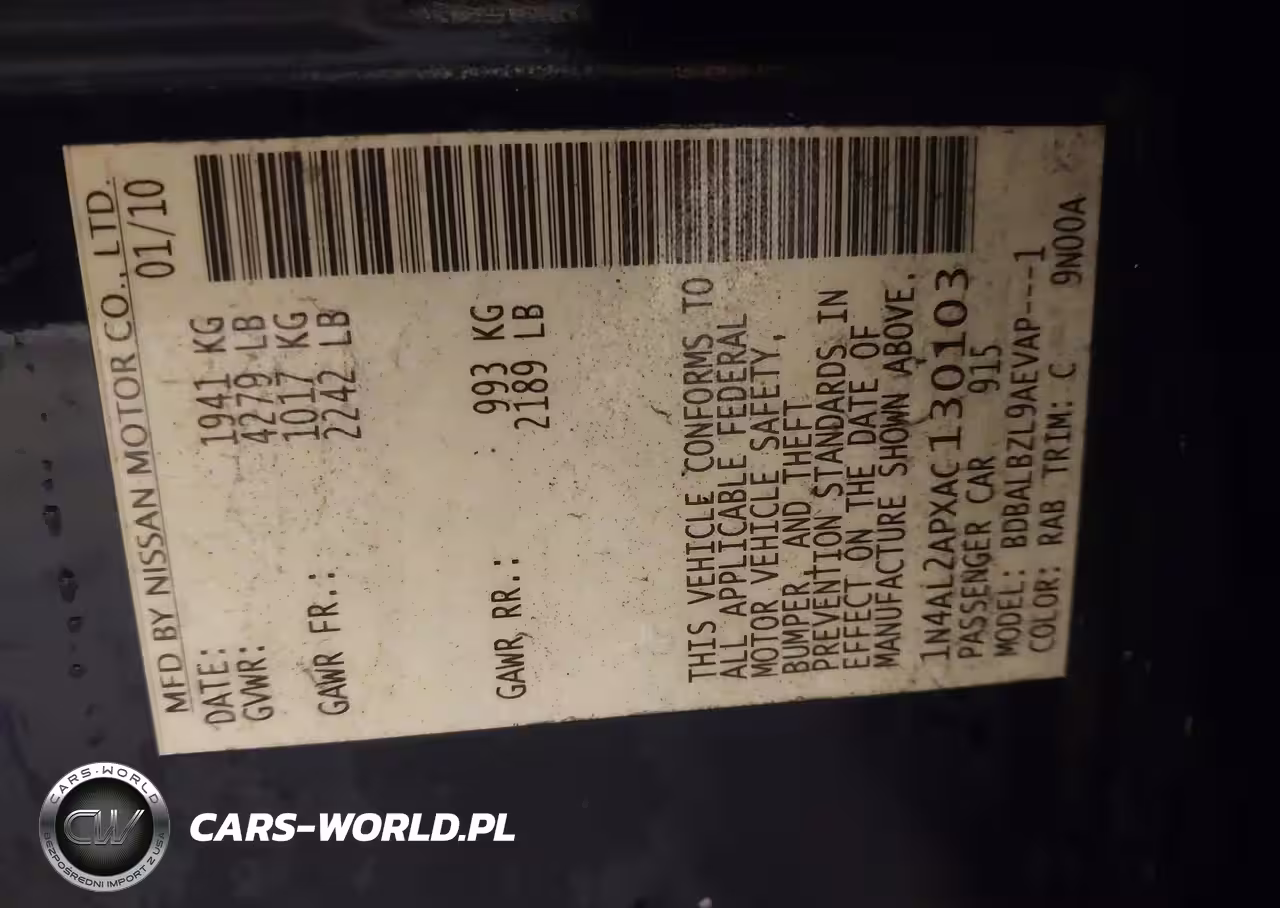 MFD BY NISSAN MOTOR CO., LTD.
DATE: 01/10
GVWR: 1941 KG
4279 LB
GAWR FR.: 1017 KG
2242 LB
GAWR RR.: 993 KG
2189 LB
THIS VEHICLE CONFORMS TO
ALL APPLICABLE FEDERAL
MOTOR VEHICLE SAFETY,
BUMPER, AND THEFT
PREVENTION STANDARDS IN
EFFECT ON THE DATE OF
MANUFACTURE SHOWN ABOVE.
1N4AL2APXAC130103
PASSENGER CAR 915
MODEL: BDBALBZL9AEVAP---1
COLOR: RAB TRIM: C 9N00A
CARS-WORLD
CW
BEZPOŚREDNI IMPORT Z USA
CARS-WORLD.PL